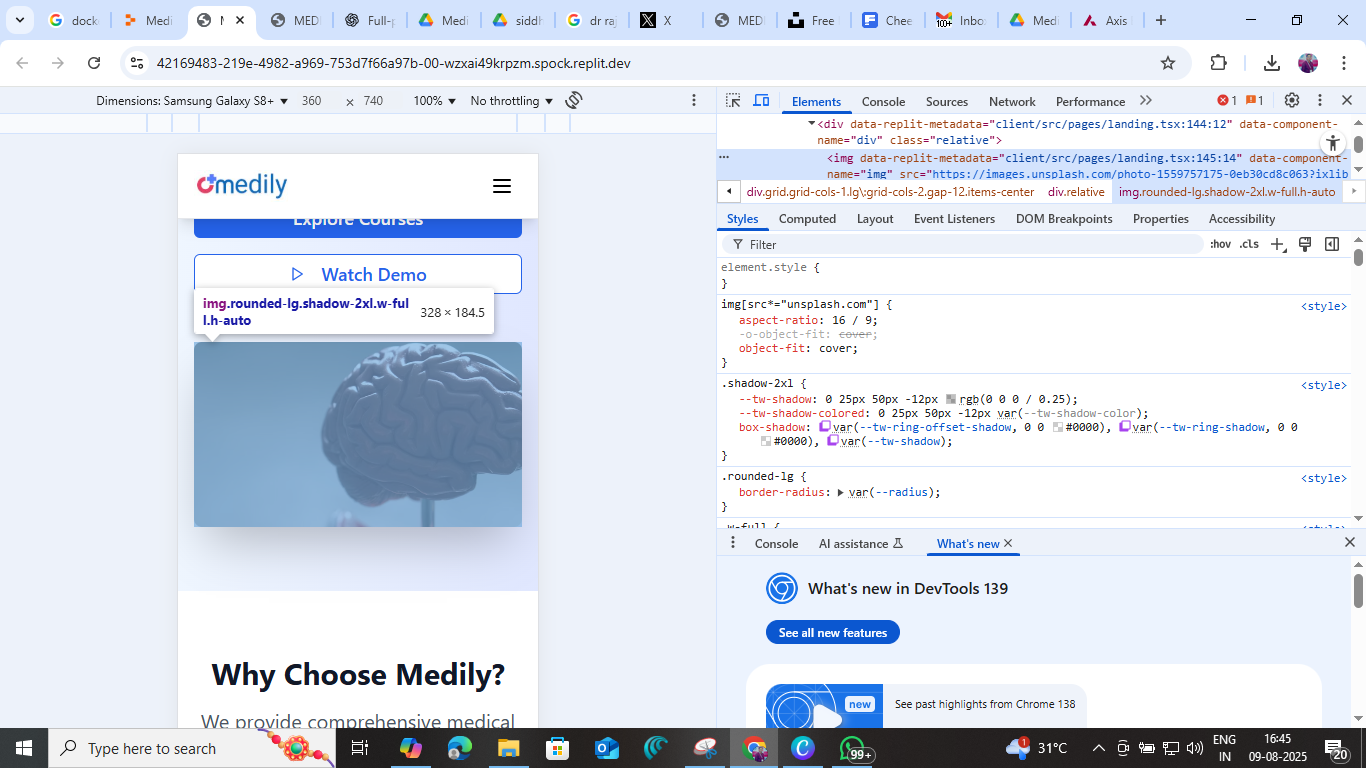 dock
Medi
M
MED
Full-p
Medi
siddh
dr raj
X
MED
Free
Chee
100+
Inbo
Medi
Axis
42169483-219e-4982-a969-753d7f66a97b-00-wzxai49krpzm.spock.replit.dev
Dimensions: Samsung Galaxy S8+ 360 × 740 100% No throttling
Elements Console Sources Network Performance 1 1
<div data-replit-metadata="client/src/pages/landing.tsx:144:12" data-component-
name="div" class="relative">
<img data-replit-metadata="client/src/pages/landing.tsx:145:14" data-component-
name="img" src="https://images.unsplash.com/photo-1559757175-0eb30cd8c063?ixlib
div.grid.grid-cols-1.lg\:grid-cols-2.gap-12.items-center div.relative img.rounded-lg.shadow-2xl.w-full.h-auto
Styles Computed Layout Event Listeners DOM Breakpoints Properties Accessibility
Filter :hov .cls
element.style {
}
img[src*="unsplash.com"] { <style>
aspect-ratio: 16 / 9;
-o-object-fit: cover;
object-fit: cover;
}
.shadow-2xl { <style>
--tw-shadow: 0 25px 50px -12px rgb(0 0 0 / 0.25);
--tw-shadow-colored: 0 25px 50px -12px var(--tw-shadow-color);
box-shadow: var(--tw-ring-offset-shadow, 0 0 #0000), var(--tw-ring-shadow, 0 0
#0000), var(--tw-shadow);
}
.rounded-lg { <style>
border-radius: var(--radius);
}
.w-full { <style>
Console AI assistance What's new
What's new in DevTools 139
See all new features
new
See past highlights from Chrome 138
medily
Explore Courses
Watch Demo
img.rounded-lg.shadow-2xl.w-ful
l.h-auto
328 × 184.5
Why Choose Medily?
We provide comprehensive medical
Type here to search
99+
1
31°C
ENG
IN
16:45
09-08-2025
20